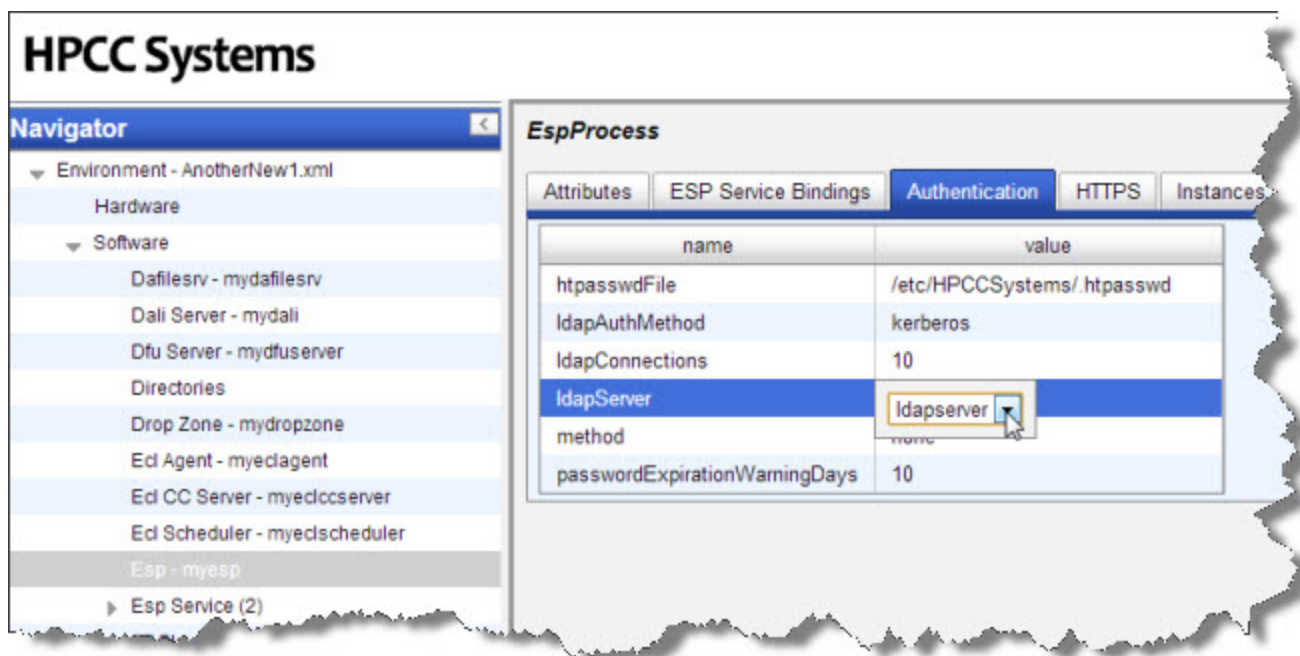 HPCC Systems
Navigator
Environment - AnotherNew1.xml
Hardware
Software
Dafilesrv - mydafilesrv
Dali Server - mydali
Dfu Server - mydfuserver
Directories
Drop Zone - mydropzone
Ecl Agent - myeclagent
Ecl CC Server - myeclccserver
Ecl Scheduler - myeclscheduler
Esp - myesp
Esp Service (2)
EspProcess
Attributes ESP Service Bindings Authentication HTTPS Instances
name value
htpasswdFile /etc/HPCCSystems/.htpasswd
ldapAuthMethod kerberos
ldapConnections 10
ldapServer ldapserver
method none
passwordExpirationWarningDays 10